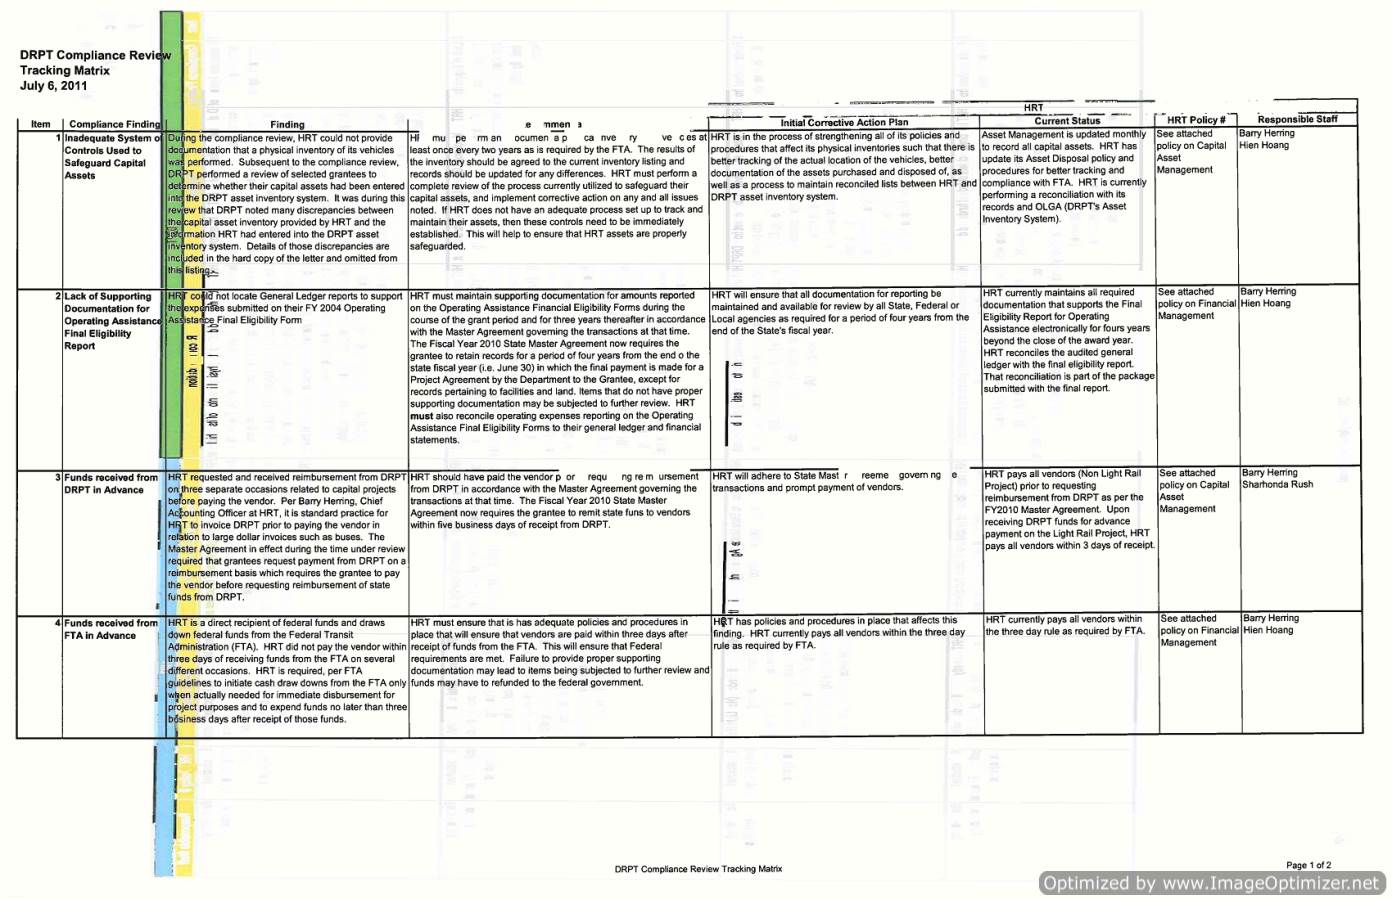 DRPT Compliance Review
Tracking Matrix
July 6, 2011
HRT
Item
Compliance Finding
Finding
Initial Corrective Action Plan
Current Status
HRT Policy #
Responsible Staff
1
Inadequate System of
Controls Used to
Safeguard Capital
Assets
During the compliance review, HRT could not provide
documentation that a physical inventory of its vehicles
was performed. Subsequent to the compliance review,
DRPT performed a review of selected grantees to
determine whether their capital assets had been entered
into the DRPT asset inventory system. It was during this
review that DRPT noted many discrepancies between
the capital asset inventory provided by HRT and the
information HRT had entered into the DRPT asset
inventory system. Details of those discrepancies are
included in the hard copy of the letter and omitted from
this listing.
at
least once every two years as is required by the FTA. The results of
the inventory should be agreed to the current inventory listing and
records should be updated for any differences. HRT must perform a
complete review of the process currently utilized to safeguard their
capital assets, and implement corrective action on any and all issues
noted. If HRT does not have an adequate process set up to track and
maintain their assets, then these controls need to be immediately
established. This will help to ensure that HRT assets are properly
safeguarded.
HRT is in the process of strengthening all of its policies and
procedures that affect its physical inventories such that there is
better tracking of the actual location of the vehicles, better
documentation of the assets purchased and disposed of, as
well as a process to maintain reconciled lists between HRT and
DRPT asset inventory system.
Asset Management is updated monthly
to record all capital assets. HRT has
update its Asset Disposal policy and
procedures for better tracking and
compliance with FTA. HRT is currently
performing a reconciliation with its
records and OLGA (DRPT's Asset
Inventory System).
See attached
policy on Capital
Asset
Management
Barry Herring
Hien Hoang
2
Lack of Supporting
Documentation for
Operating Assistance
Final Eligibility
Report
HRT could not locate General Ledger reports to support
the expenses submitted on their FY 2004 Operating
Assistance Final Eligibility Form
HRT must maintain supporting documentation for amounts reported
on the Operating Assistance Financial Eligibility Forms during the
course of the grant period and for three years thereafter in accordance
with the Master Agreement governing the transactions at that time.
The Fiscal Year 2010 State Master Agreement now requires the
grantee to retain records for a period of four years from the end o the
state fiscal year (i.e. June 30) in which the final payment is made for a
Project Agreement by the Department to the Grantee, except for
records pertaining to facilities and land. Items that do not have proper
supporting documentation may be subjected to further review. HRT
must also reconcile operating expenses reporting on the Operating
Assistance Final Eligibility Forms to their general ledger and financial
statements.
HRT will ensure that all documentation for reporting be
maintained and available for review by all State, Federal or
Local agencies as required for a period of four years from the
end of the State's fiscal year.
HRT currently maintains all required
documentation that supports the Final
Eligibility Report for Operating
Assistance electronically for fours years
beyond the close of the award year.
HRT reconciles the audited general
ledger with the final eligibility report.
That reconciliation is part of the package
submitted with the final report.
See attached
policy on Financial
Management
Barry Herring
Hien Hoang
3
Funds received from
DRPT in Advance
HRT requested and received reimbursement from DRPT
on three separate occasions related to capital projects
before paying the vendor. Per Barry Herring, Chief
Accounting Officer at HRT, it is standard practice for
HRT to invoice DRPT prior to paying the vendor in
relation to large dollar invoices such as buses. The
Master Agreement in effect during the time under review
required that grantees request payment from DRPT on a
reimbursement basis which requires the grantee to pay
the vendor before requesting reimbursement of state
funds from DRPT.
HRT should have paid the vendor
from DRPT in accordance with the Master Agreement governing the
transactions at that time. The Fiscal Year 2010 State Master
Agreement now requires the grantee to remit state funs to vendors
within five business days of receipt from DRPT.
HRT will adhere to State
transactions and prompt payment of vendors.
HRT pays all vendors (Non Light Rail
Project) prior to requesting
reimbursement from DRPT as per the
FY2010 Master Agreement. Upon
receiving DRPT funds for advance
payment on the Light Rail Project, HRT
pays all vendors within 3 days of receipt.
See attached
policy on Capital
Asset
Management
Barry Herring
Sharhonda Rush
4
Funds received from
FTA in Advance
HRT is a direct recipient of federal funds and draws
down federal funds from the Federal Transit
Administration (FTA). HRT did not pay the vendor within
three days of receiving funds from the FTA on several
different occasions. HRT is required, per FTA
guidelines to initiate cash draw downs from the FTA only
when actually needed for immediate disbursement for
project purposes and to expend funds no later than three
business days after receipt of those funds.
HRT must ensure that is has adequate policies and procedures in
place that will ensure that vendors are paid within three days after
receipt of funds from the FTA. This will ensure that Federal
requirements are met. Failure to provide proper supporting
documentation may lead to items being subjected to further review and
funds may have to refunded to the federal government.
HRT has policies and procedures in place that affects this
finding. HRT currently pays all vendors within the three day
rule as required by FTA.
HRT currently pays all vendors within
the three day rule as required by FTA.
See attached
policy on Financial
Management
Barry Herring
Hien Hoang
DRPT Compliance Review Tracking Matrix
Page 1 of 2
Optimized by www.ImageOptimizer.net